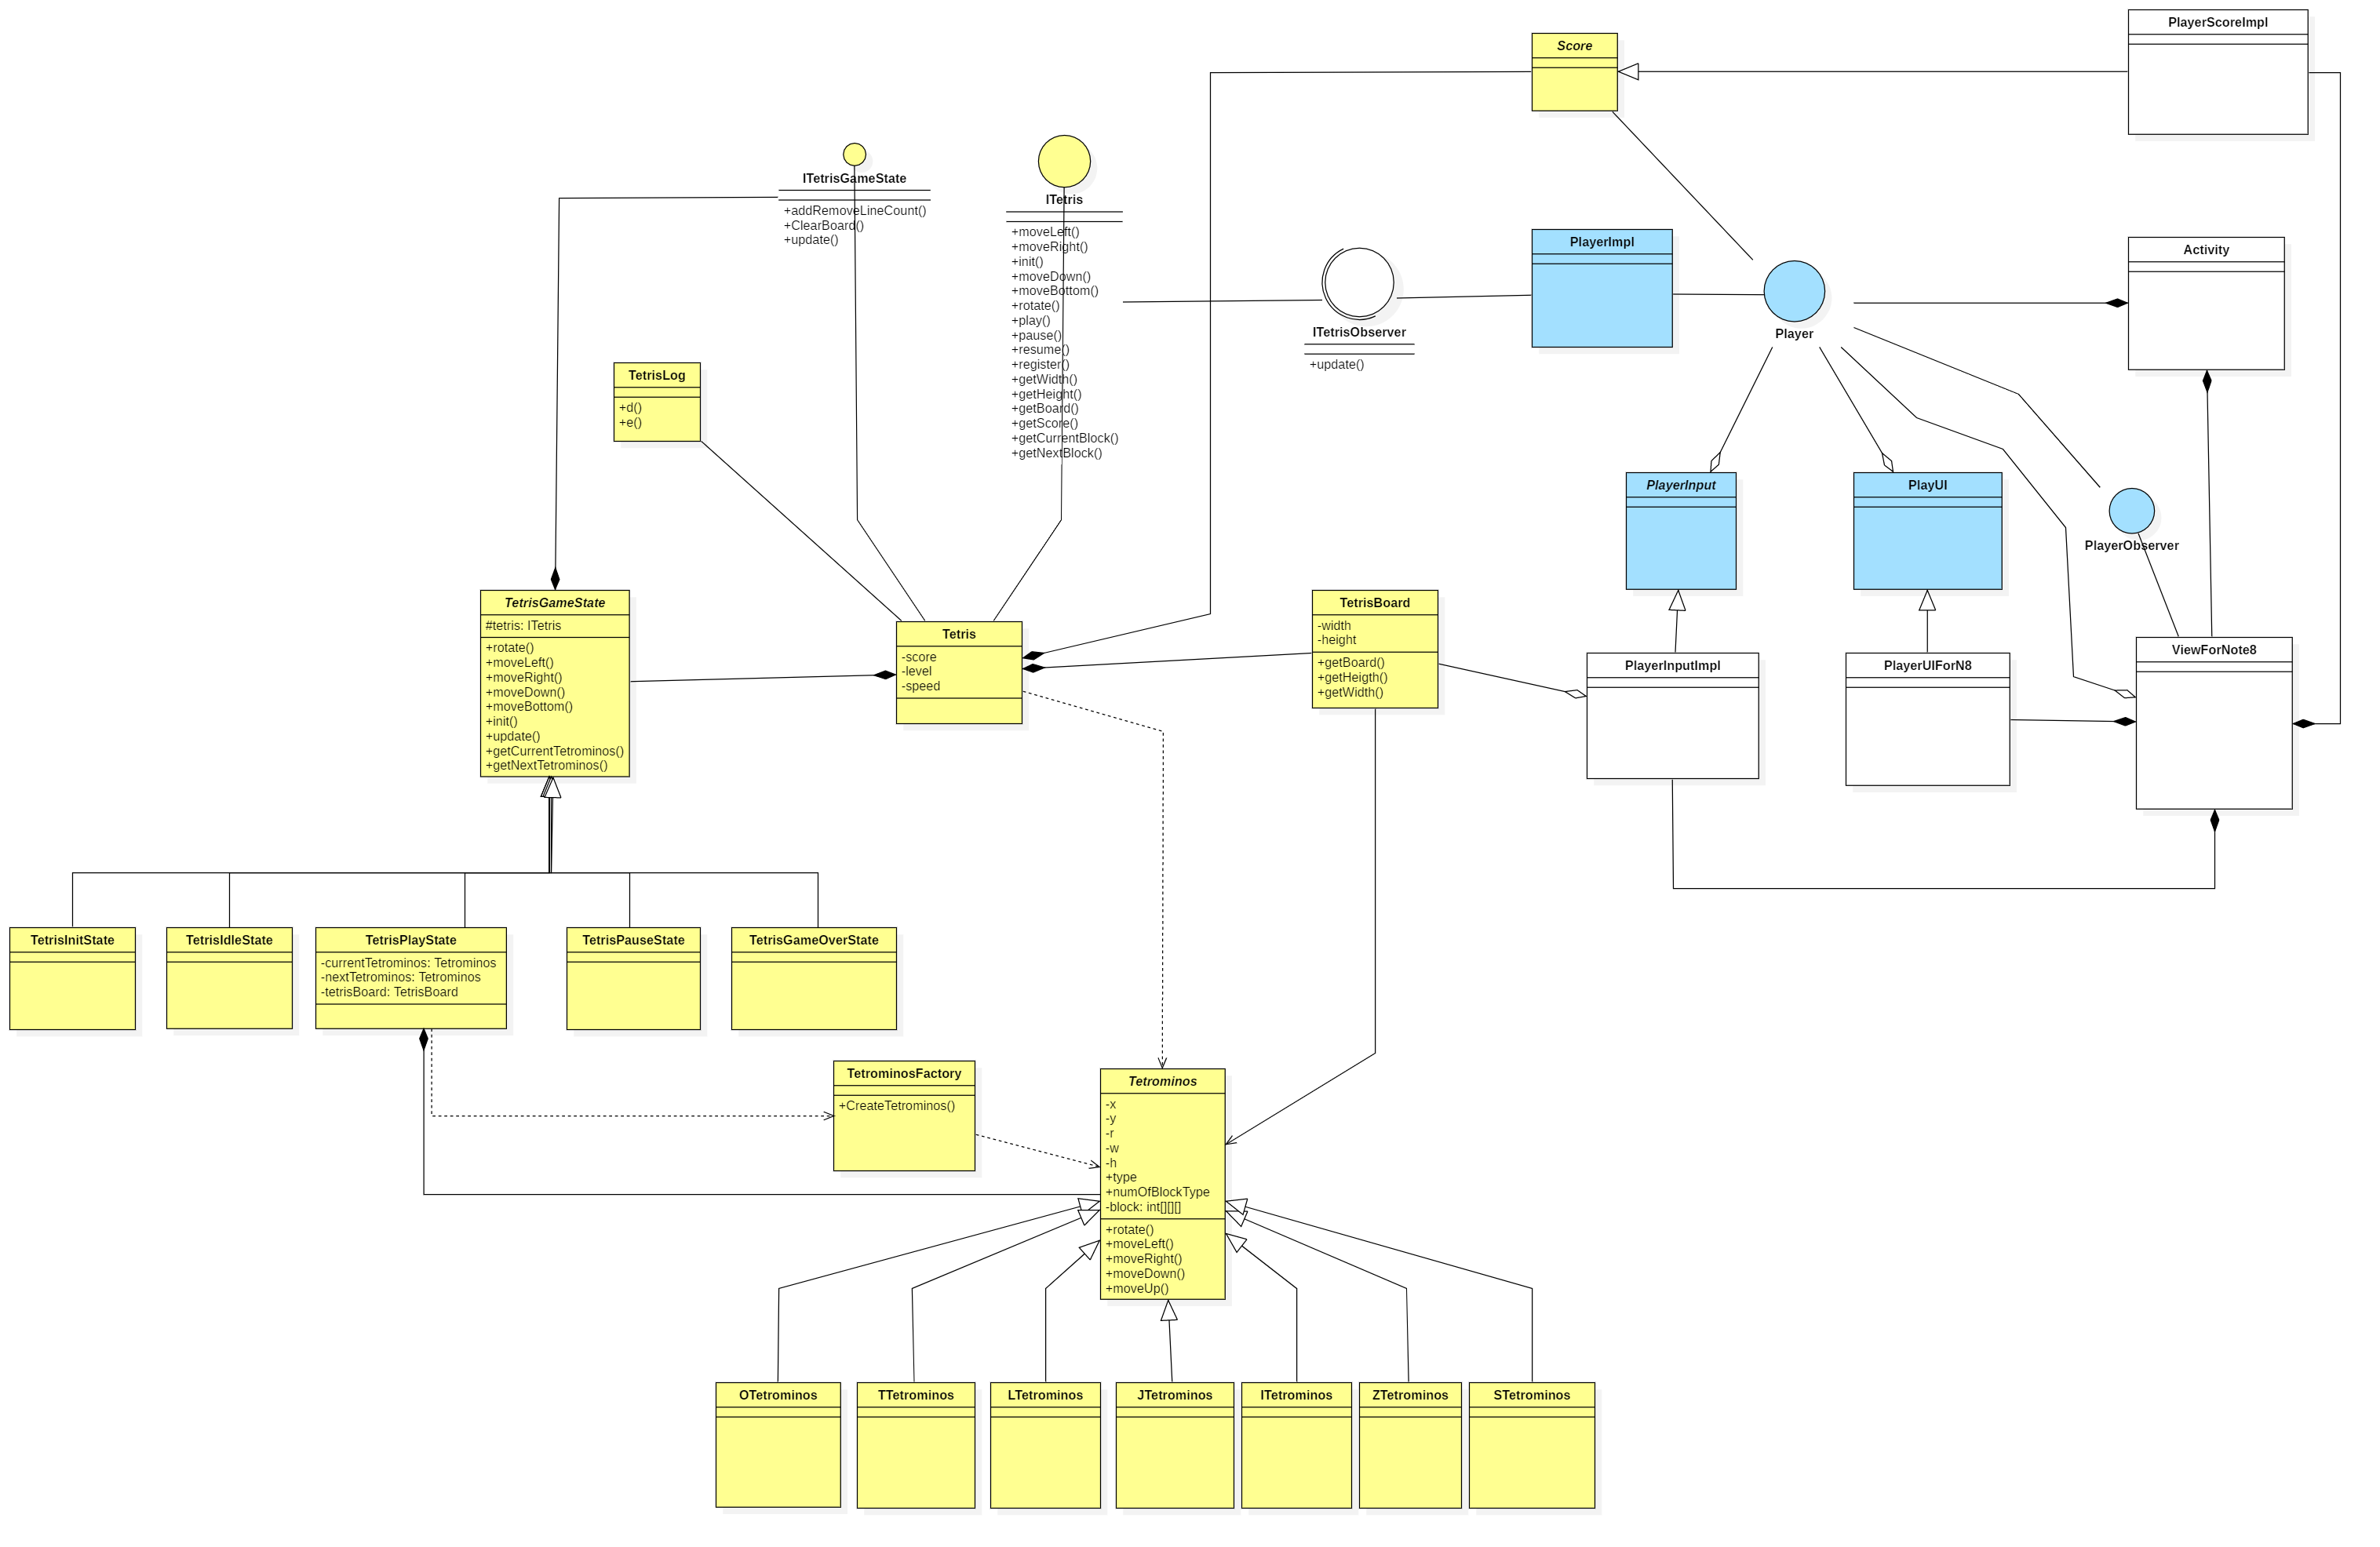 PlayerScoreImpl
Score
ITetrisGameState
+addRemoveLineCount()
+ClearBoard()
+update()
ITetris
+moveLeft()
+moveRight()
+init()
+moveDown()
+moveBottom()
+rotate()
+play()
+pause()
+resume()
+register()
+getWidth()
+getHeight()
+getBoard()
+getScore()
+getCurrentBlock()
+getNextBlock()
ITetrisObserver
+update()
PlayerImpl
Player
Activity
TetrisLog
+d()
+e()
PlayerInput
PlayUI
PlayerObserver
TetrisGameState
#tetris: ITetris
+rotate()
+moveLeft()
+moveRight()
+moveDown()
+moveBottom()
+init()
+update()
+getCurrentTetrominos()
+getNextTetrominos()
Tetris
-score
-level
-speed
TetrisBoard
-width
-height
+getBoard()
+getHeigth()
+getWidth()
PlayerInputImpl
PlayerUIForN8
ViewForNote8
TetrisInitState
TetrisIdleState
TetrisPlayState
-currentTetrominos: Tetrominos
-nextTetrominos: Tetrominos
-tetrisBoard: TetrisBoard
TetrisPauseState
TetrisGameOverState
TetrominosFactory
+CreateTetrominos()
Tetrominos
-x
-y
-r
-w
-h
+type
+numOfBlockType
-block: int[][][]
+rotate()
+moveLeft()
+moveRight()
+moveDown()
+moveUp()
OTetrominos
TTetrominos
LTetrominos
JTetrominos
ITetrominos
ZTetrominos
STetrominos